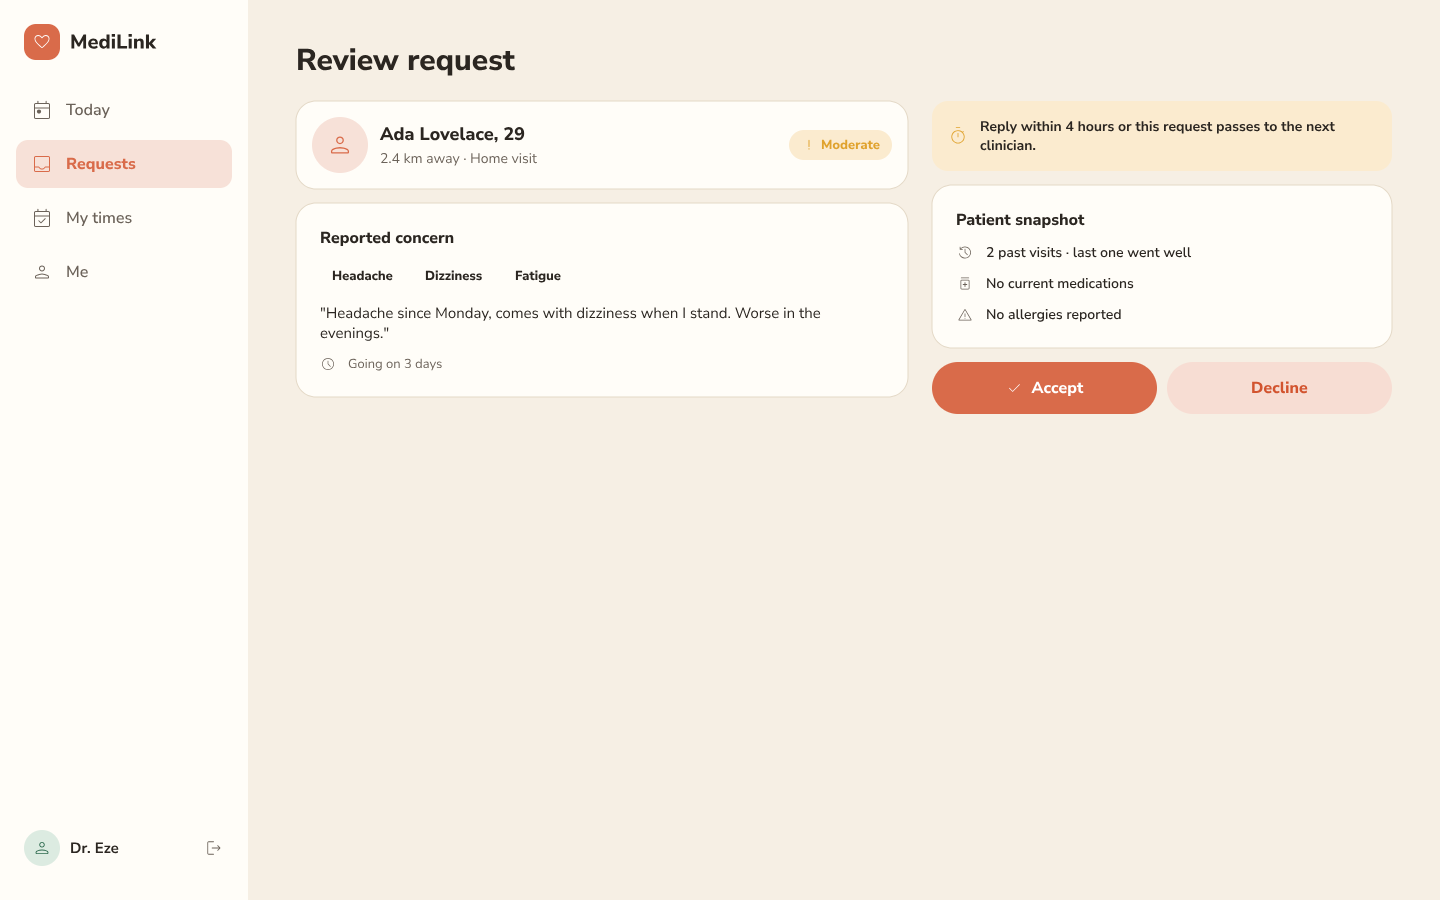 MediLink
Today
Requests
My times
Me
Dr. Eze
Review request
Ada Lovelace, 29
2.4 km away · Home visit
! Moderate
Reported concern
Headache Dizziness Fatigue
"Headache since Monday, comes with dizziness when I stand. Worse in the
evenings."
Going on 3 days
Reply within 4 hours or this request passes to the next
clinician.
Patient snapshot
2 past visits · last one went well
No current medications
No allergies reported
Accept
Decline